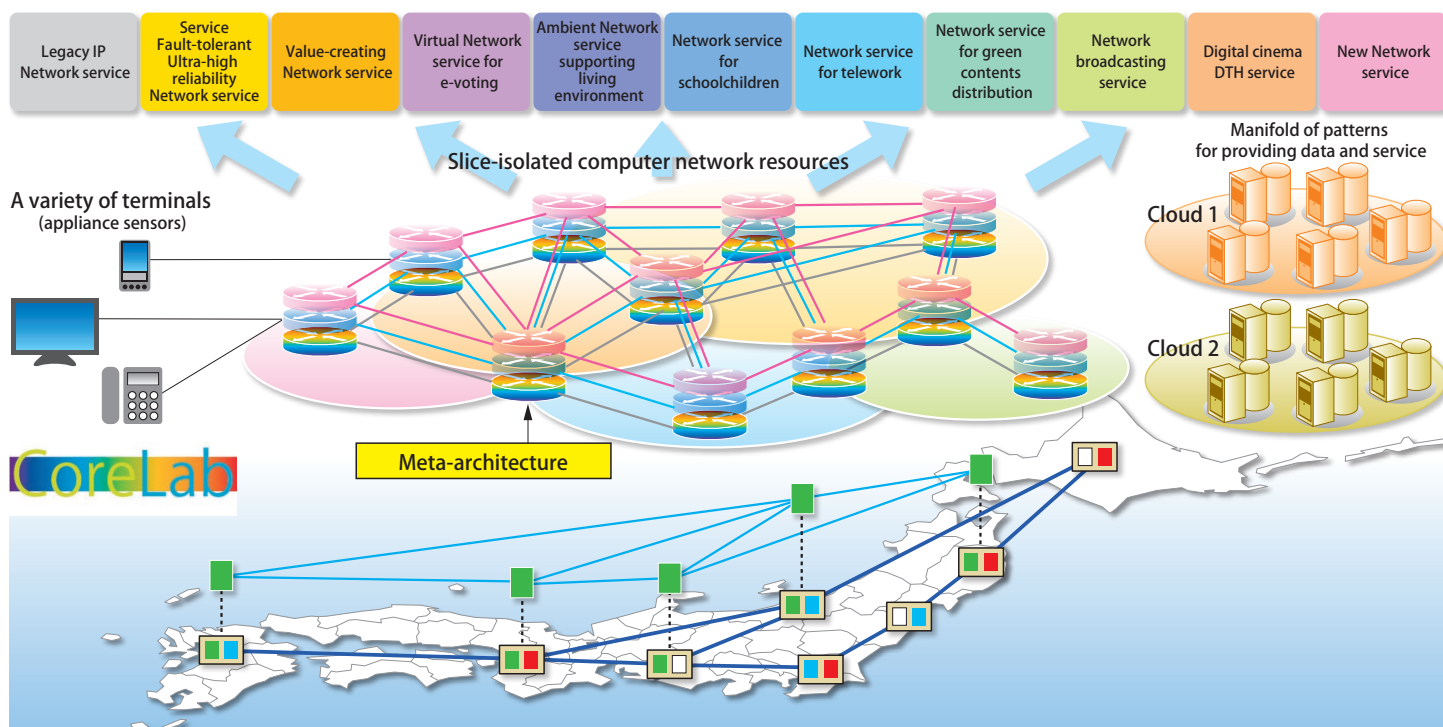 Legacy IP
Network service
Service
Fault-tolerant
Ultra-high
reliability
Network service
Value-creating
Network service
Virtual Network
service for
e-voting
Ambient Network
service
supporting
living
environment
Network service
for
schoolchildren
Network service
for telework
Network service
for green
contents
distribution
Network
broadcasting
service
Digital cinema
DTH service
New Network
service
Slice-isolated computer network resources
Manifold of patterns
for providing data and service
A variety of terminals
(appliance sensors)
Cloud 1
Cloud 2
Meta-architecture
CoreLab